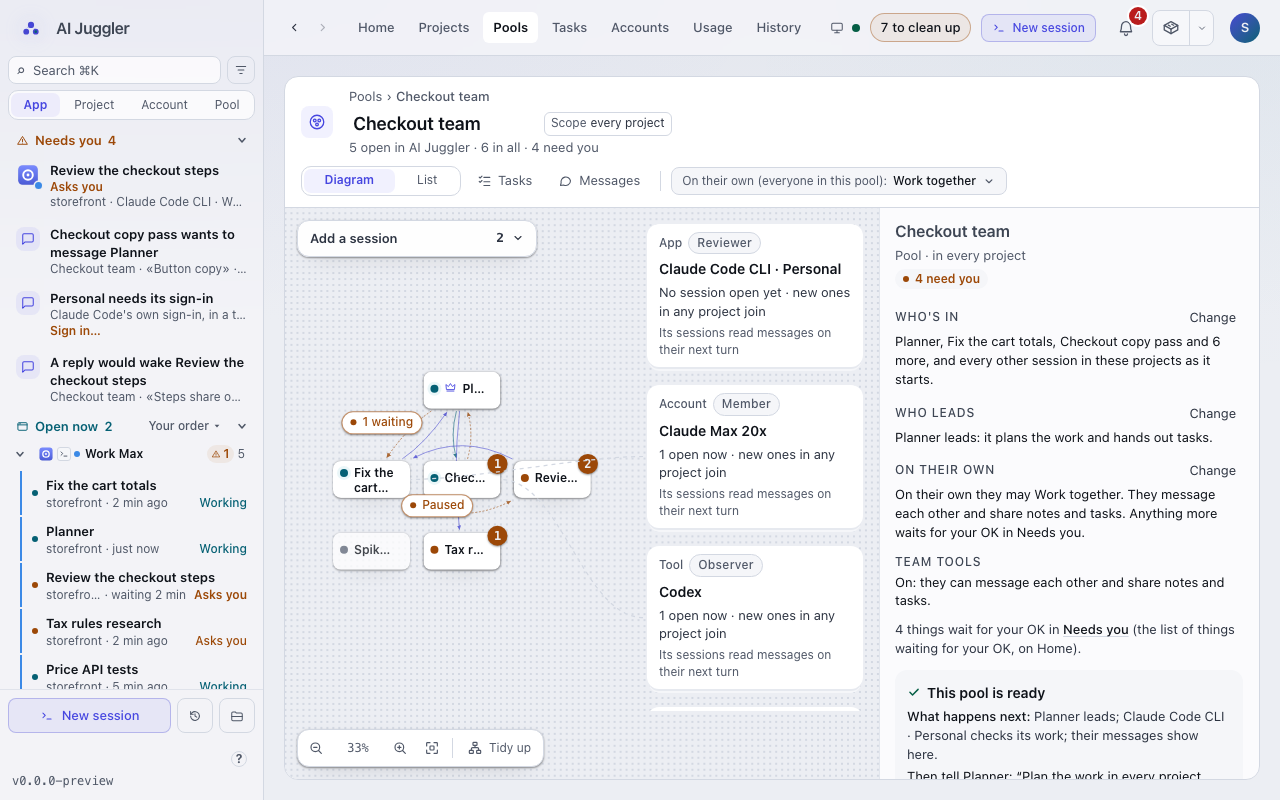 AI Juggler
Search ⌘K
App Project Account Pool
Needs you 4
Review the checkout steps
Asks you
storefront · Claude Code CLI · W…
Checkout copy pass wants to
message Planner
Checkout team · «Button copy» ·…
Personal needs its sign-in
Claude Code's own sign-in, in a t…
Sign in…
A reply would wake Review the
checkout steps
Checkout team · «Steps share o…
Open now 2 Your order
Work Max 1 5
Fix the cart totals
storefront · 2 min ago Working
Planner
storefront · just now Working
Review the checkout steps
storefro… · waiting 2 min Asks you
Tax rules research
storefront · 2 min ago Asks you
Price API tests
storefront · 5 min ago Working
New session
?
v0.0.0-preview
Home Projects Pools Tasks Accounts Usage History
7 to clean up
New session
4
S
Pools › Checkout team
Checkout team
Scope every project
5 open in AI Juggler · 6 in all · 4 need you
Diagram List Tasks Messages
On their own (everyone in this pool): Work together
Add a session 2
Pl…
1 waiting
Fix the
cart…
Chec… 1
Revie… 2
Paused
Spik…
Tax r… 1
33%
Tidy up
App Reviewer
Claude Code CLI · Personal
No session open yet · new ones
in any project join
Its sessions read messages on
their next turn
Account Member
Claude Max 20x
1 open now · new ones in any
project join
Its sessions read messages on
their next turn
Tool Observer
Codex
1 open now · new ones in any
project join
Its sessions read messages on
their next turn
Checkout team
Pool · in every project
4 need you
WHO'S IN Change
Planner, Fix the cart totals, Checkout copy pass and 6
more, and every other session in these projects as it
starts.
WHO LEADS Change
Planner leads: it plans the work and hands out tasks.
ON THEIR OWN Change
On their own they may Work together. They message
each other and share notes and tasks. Anything more
waits for your OK in Needs you.
TEAM TOOLS
On: they can message each other and share notes and
tasks.
4 things wait for your OK in Needs you (the list of things
waiting for your OK, on Home).
This pool is ready
What happens next: Planner leads; Claude Code CLI
· Personal checks its work; their messages show
here.
Then tell Planner: “Plan the work in every project